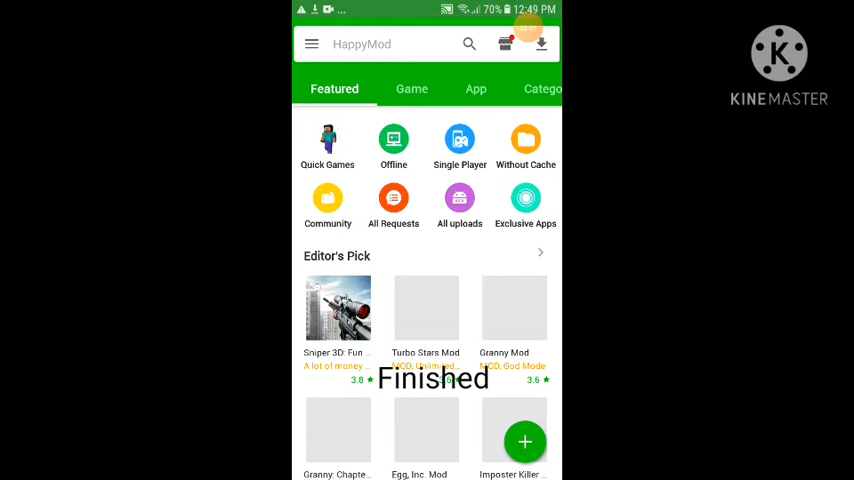 ... 70% 12:49 PM
HappyMod
KINEMASTER
Featured Game App Catego
Quick Games Offline Single Player Without Cache
Community All Requests All uploads Exclusive Apps
Editor's Pick
Sniper 3D: Fun ... Turbo Stars Mod Granny Mod
A lot of money ... MOD, Unlimited... MOD, God Mode
3.8 3.6
Finished
Granny: Chapte... Egg, Inc. Mod Imposter Killer